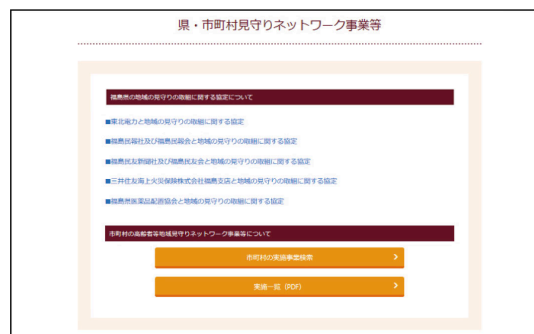 県・市町村見守りネットワーク事業等
福島県の地域の見守りの取組に関する協定について
■東北電力と地域の見守りの取組に関する協定
■福島民報社及び福島民報会と地域の見守りの取組に関する協定
■福島民友新聞社及び福島民友会と地域の見守りの取組に関する協定
■三井住友海上火災保険株式会社福島支店と地域の見守りの取組に関する協定
■福島県医薬品配置協会と地域の見守りの取組に関する協定
市町村の高齢者等地域見守りネットワーク事業等について
市町村の実施事業検索
実施一覧（PDF）